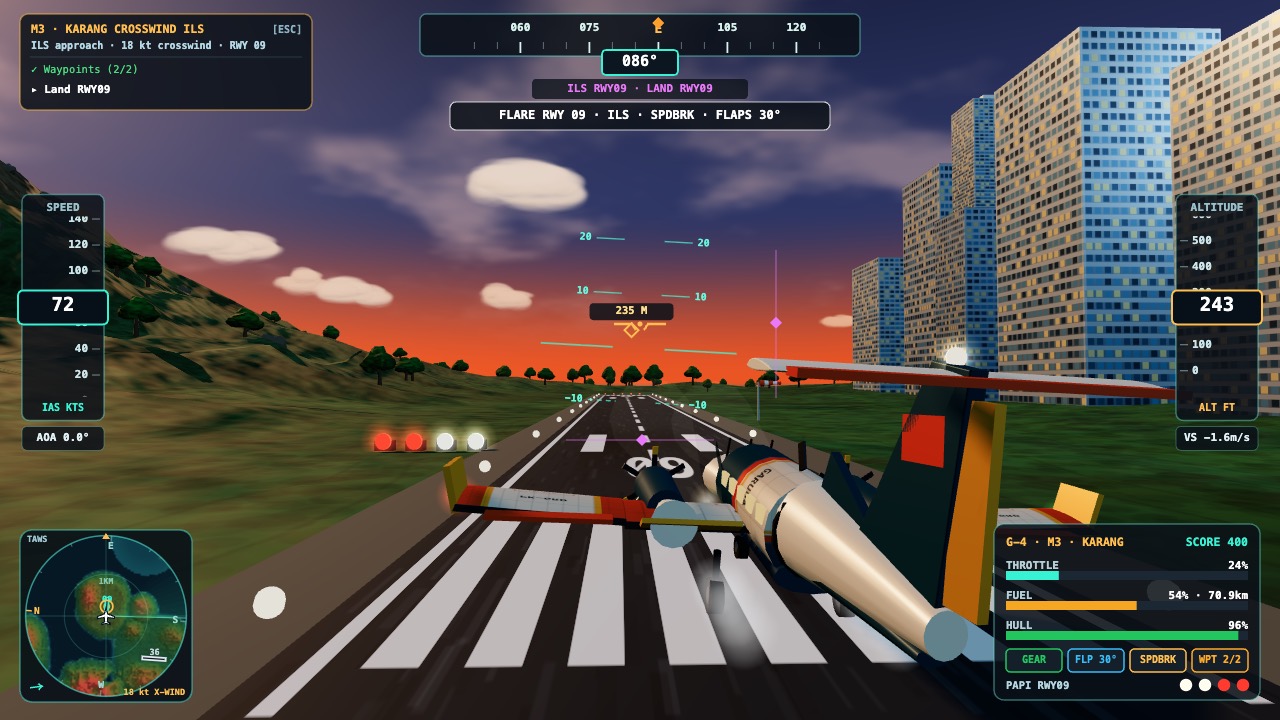 M3 · KARANG CROSSWIND ILS [ESC]
ILS approach · 18 kt crosswind · RWY 09
✓ Waypoints (2/2)
▸ Land RWY09
060 075 E 105 120
086°
ILS RWY09 · LAND RWY09
FLARE RWY 09 · ILS · SPDBRK · FLAPS 30°
SPEED
140
120
100
72
40
20
IAS KTS
AOA 0.0°
ALTITUDE
500
400
243
100
0
ALT FT
VS −1.6m/s
20 20
10 10
235 M
−10 −10
09
TAWS
E
1KM
N
S
36
W
18 kt X-WIND
G−4 · M3 · KARANG SCORE 400
THROTTLE 24%
FUEL 54% · 70.9km
HULL 96%
GEAR FLP 30° SPDBRK WPT 2/2
PAPI RWY09